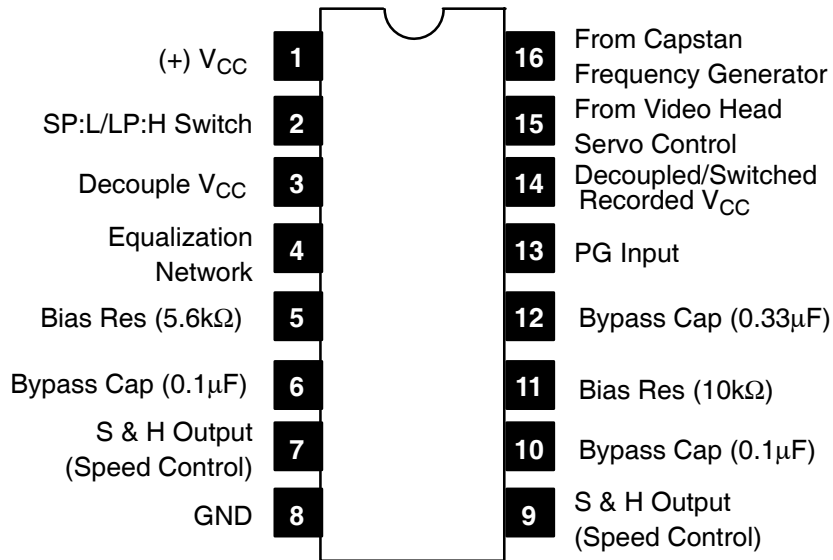 (+) VCC 1
SP:L/LP:H Switch 2
Decouple VCC 3
Equalization
Network 4
Bias Res (5.6kΩ) 5
Bypass Cap (0.1μF) 6
S & H Output
(Speed Control) 7
GND 8
16 From Capstan
Frequency Generator
15 From Video Head
Servo Control
14 Decoupled/Switched
Recorded VCC
13 PG Input
12 Bypass Cap (0.33μF)
11 Bias Res (10kΩ)
10 Bypass Cap (0.1μF)
9 S & H Output
(Speed Control)